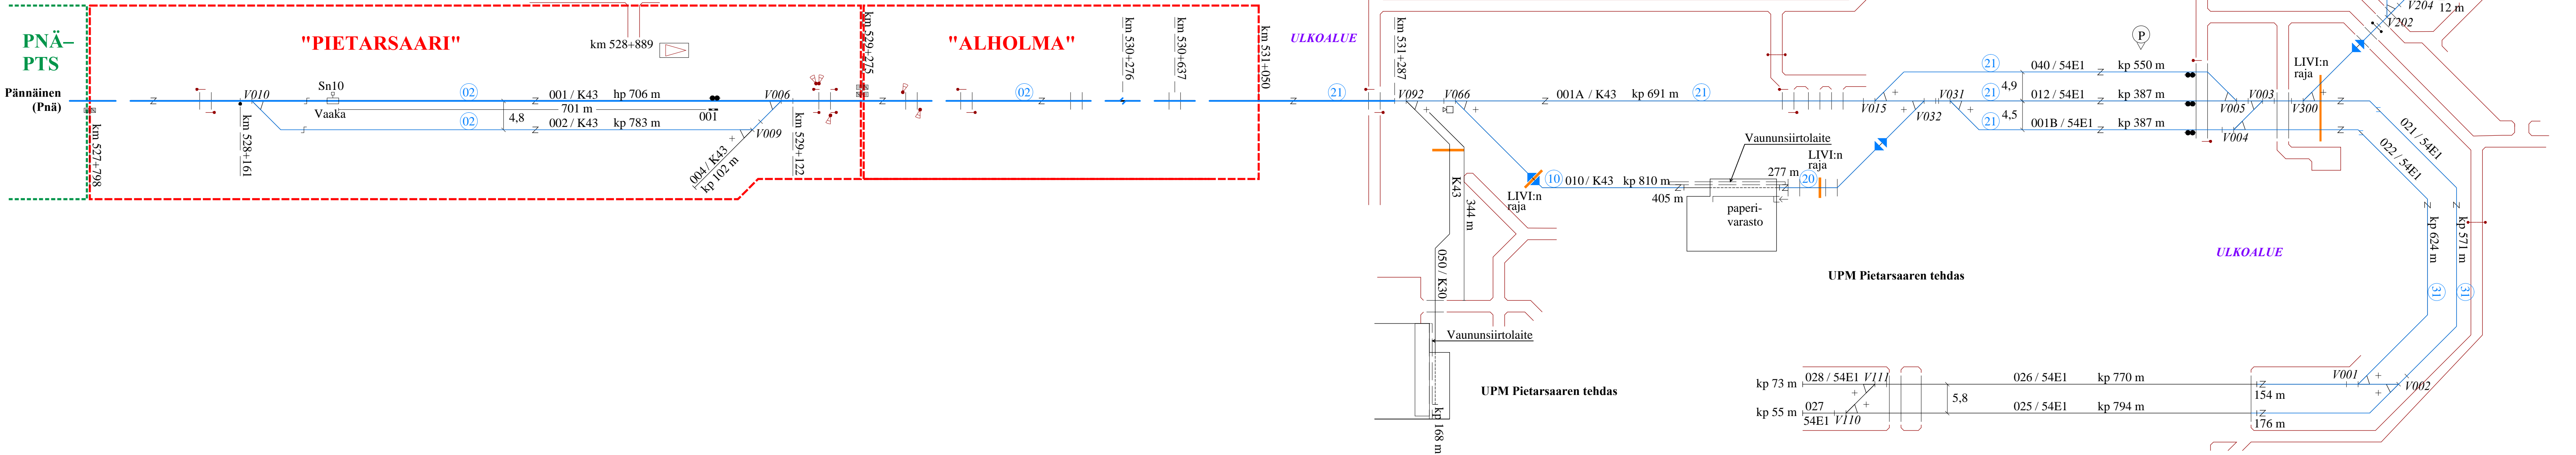 PNÄ–
PTS
Pännäinen
(Pnä)
km 527+798
"PIETARSAARI"
V010
km 528+161
Sn10
Vaaka
02
02
4,8
001 / K43 hp 706 m
701 m
001
002 / K43 kp 783 m
km 528+889
004 / K43
kp 102 m
V006
V009
km 529+122
km 529+275
"ALHOLMA"
02
km 530+276
km 530+637
km 531+050
ULKOALUE
21
km 531+287
V092
V066
K43
344 m
050 / K30
Vaununsiirtolaite
kp 168 m
UPM Pietarsaaren tehdas
001A / K43 kp 691 m
21
LIVI:n
raja
10
010 / K43 kp 810 m
405 m
Vaununsiirtolaite
277 m
paperi-
varasto
20
LIVI:n
raja
V015
V032
V031
21
040 / 54E1 kp 550 m
4,9
21
012 / 54E1 kp 387 m
4,5
21
001B / 54E1 kp 387 m
P
V005
V003
V004
V300
LIVI:n
raja
V202
V204
12 m
021 / 54E1
022 / 54E1
kp 624 m
kp 571 m
31
31
ULKOALUE
UPM Pietarsaaren tehdas
kp 73 m
028 / 54E1
V111
kp 55 m
027
54E1
V110
5,8
026 / 54E1 kp 770 m
025 / 54E1 kp 794 m
154 m
176 m
V001
V002